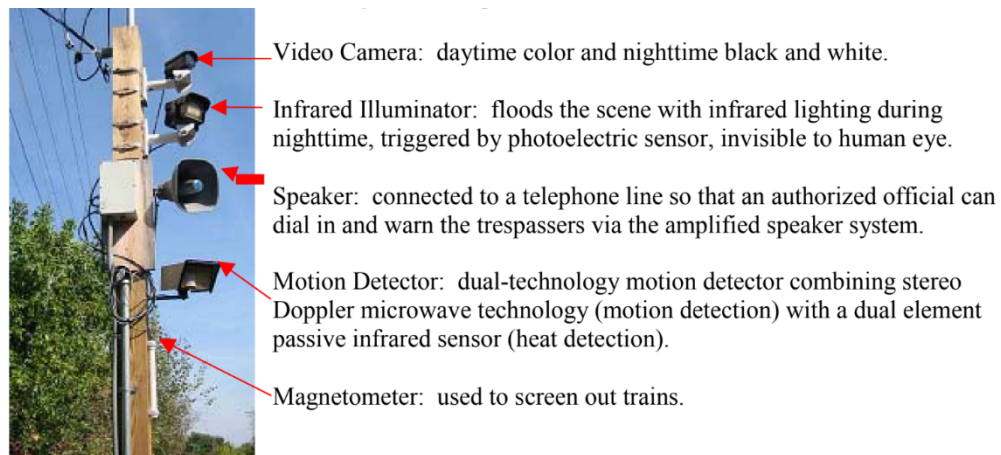 Video Camera: daytime color and nighttime black and white.
Infrared Illuminator: floods the scene with infrared lighting during
nighttime, triggered by photoelectric sensor, invisible to human eye.
Speaker: connected to a telephone line so that an authorized official can
dial in and warn the trespassers via the amplified speaker system.
Motion Detector: dual-technology motion detector combining stereo
Doppler microwave technology (motion detection) with a dual element
passive infrared sensor (heat detection).
Magnetometer: used to screen out trains.